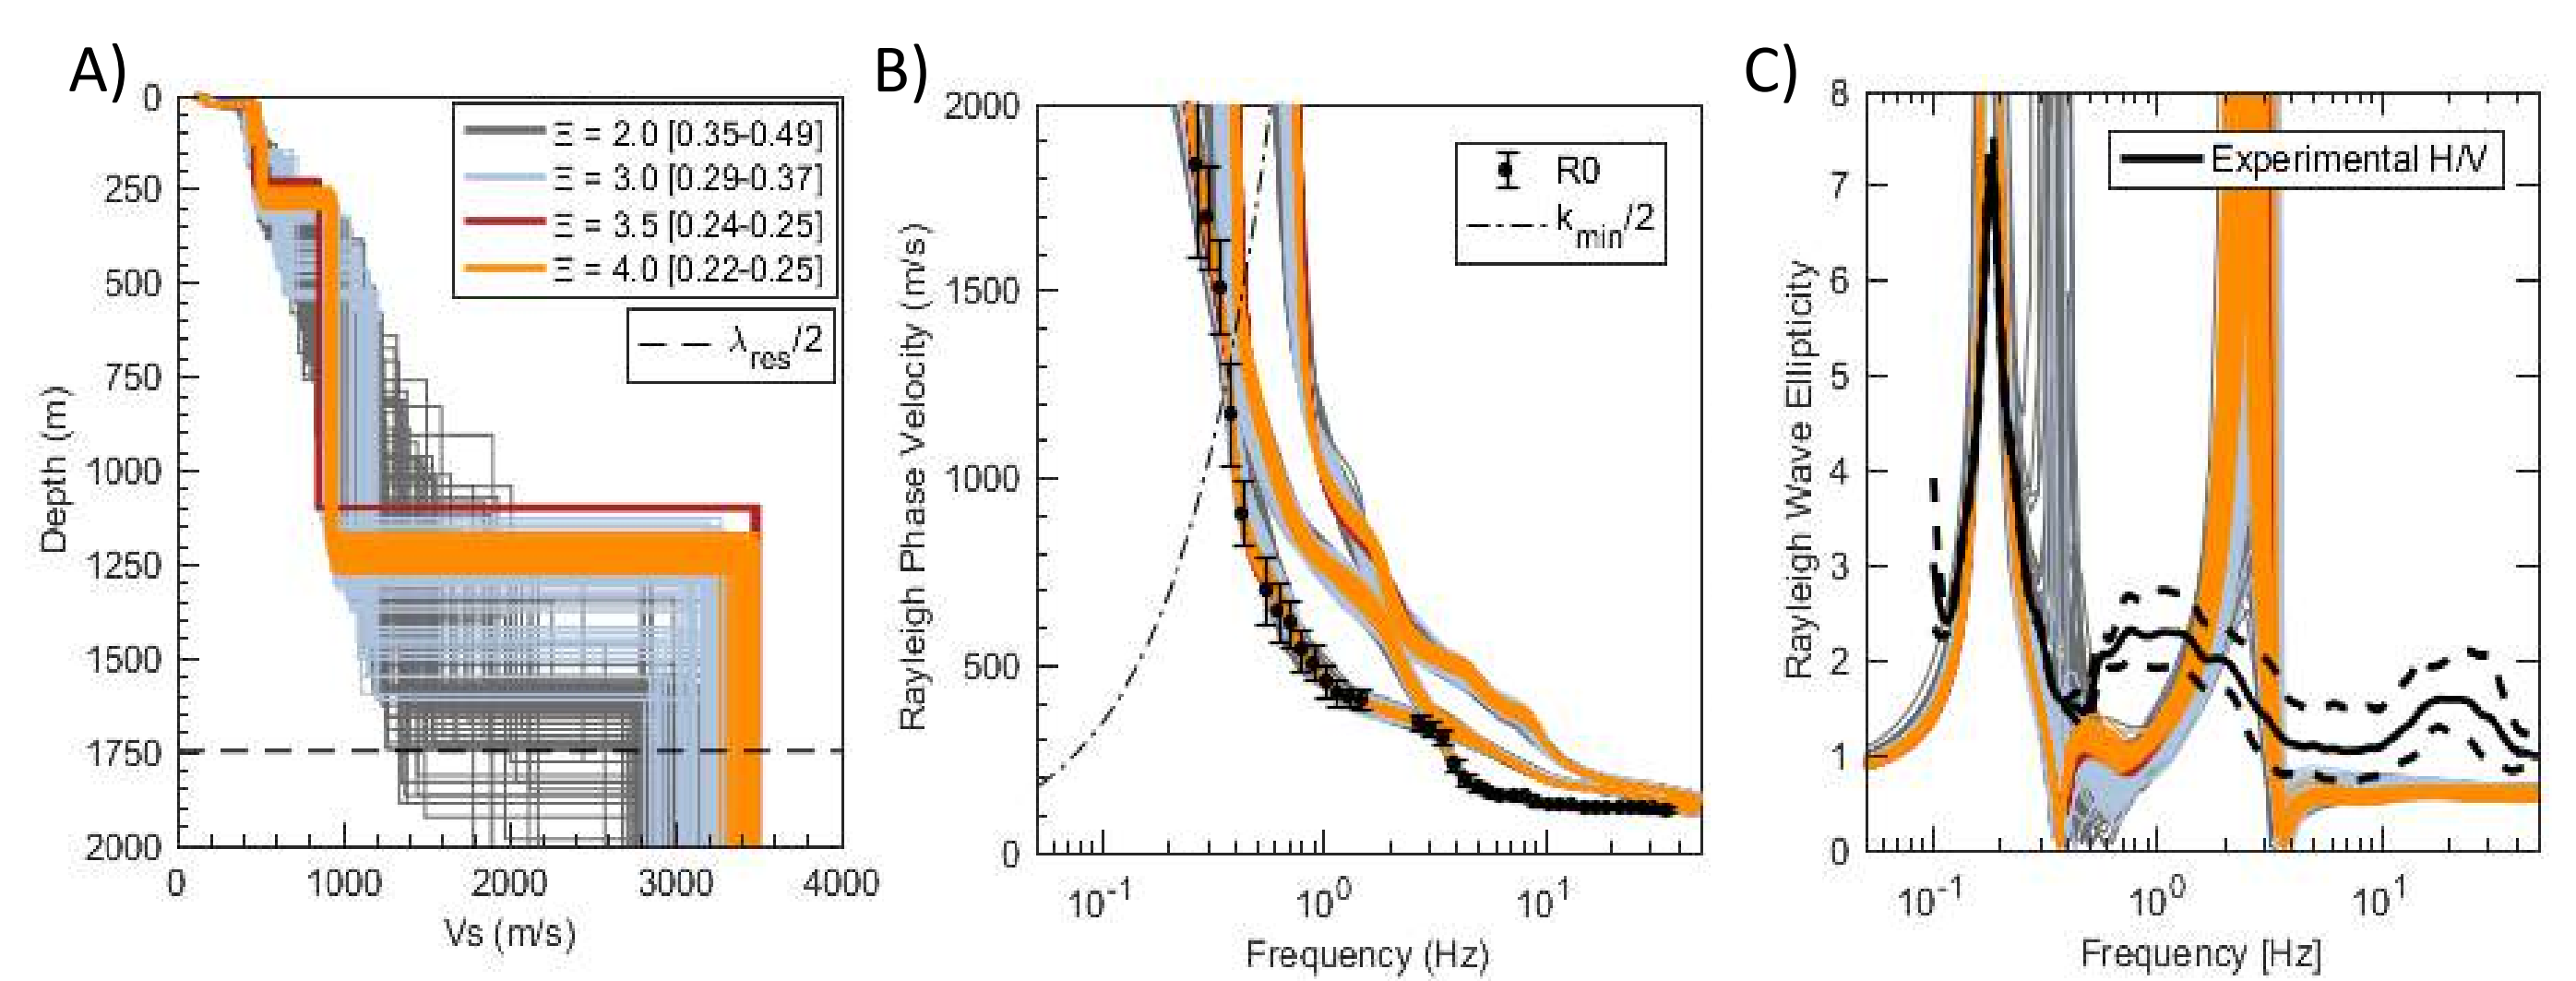 A)
0
250
500
750
1000
1250
1500
1750
2000
Depth (m)
0 1000 2000 3000 4000
Vs (m/s)
Ξ = 2.0 [0.35-0.49]
Ξ = 3.0 [0.29-0.37]
Ξ = 3.5 [0.24-0.25]
Ξ = 4.0 [0.22-0.25]
λres/2
B)
2000
1500
1000
500
0
Rayleigh Phase Velocity (m/s)
10-1 100 101
Frequency (Hz)
R0
kmin/2
C)
8
7
6
5
4
3
2
1
0
Rayleigh Wave Ellipticity
10-1 100 101
Frequency [Hz]
Experimental H/V